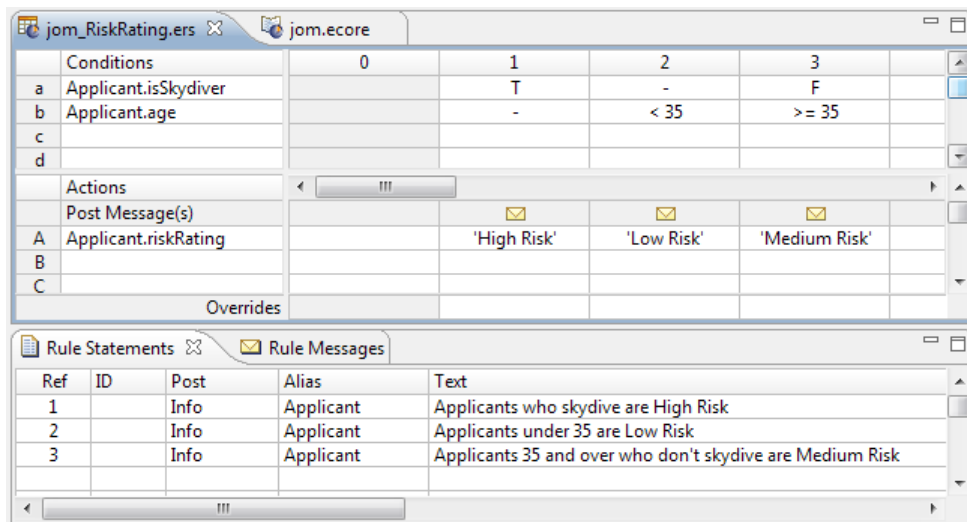 jom_RiskRating.ers jom.ecore
Conditions 0 1 2 3
a Applicant.isSkydiver T - F
b Applicant.age - < 35 >= 35
c
d
Actions
Post Message(s)
A Applicant.riskRating 'High Risk' 'Low Risk' 'Medium Risk'
B
C
Overrides
Rule Statements Rule Messages
Ref ID Post Alias Text
1 Info Applicant Applicants who skydive are High Risk
2 Info Applicant Applicants under 35 are Low Risk
3 Info Applicant Applicants 35 and over who don't skydive are Medium Risk